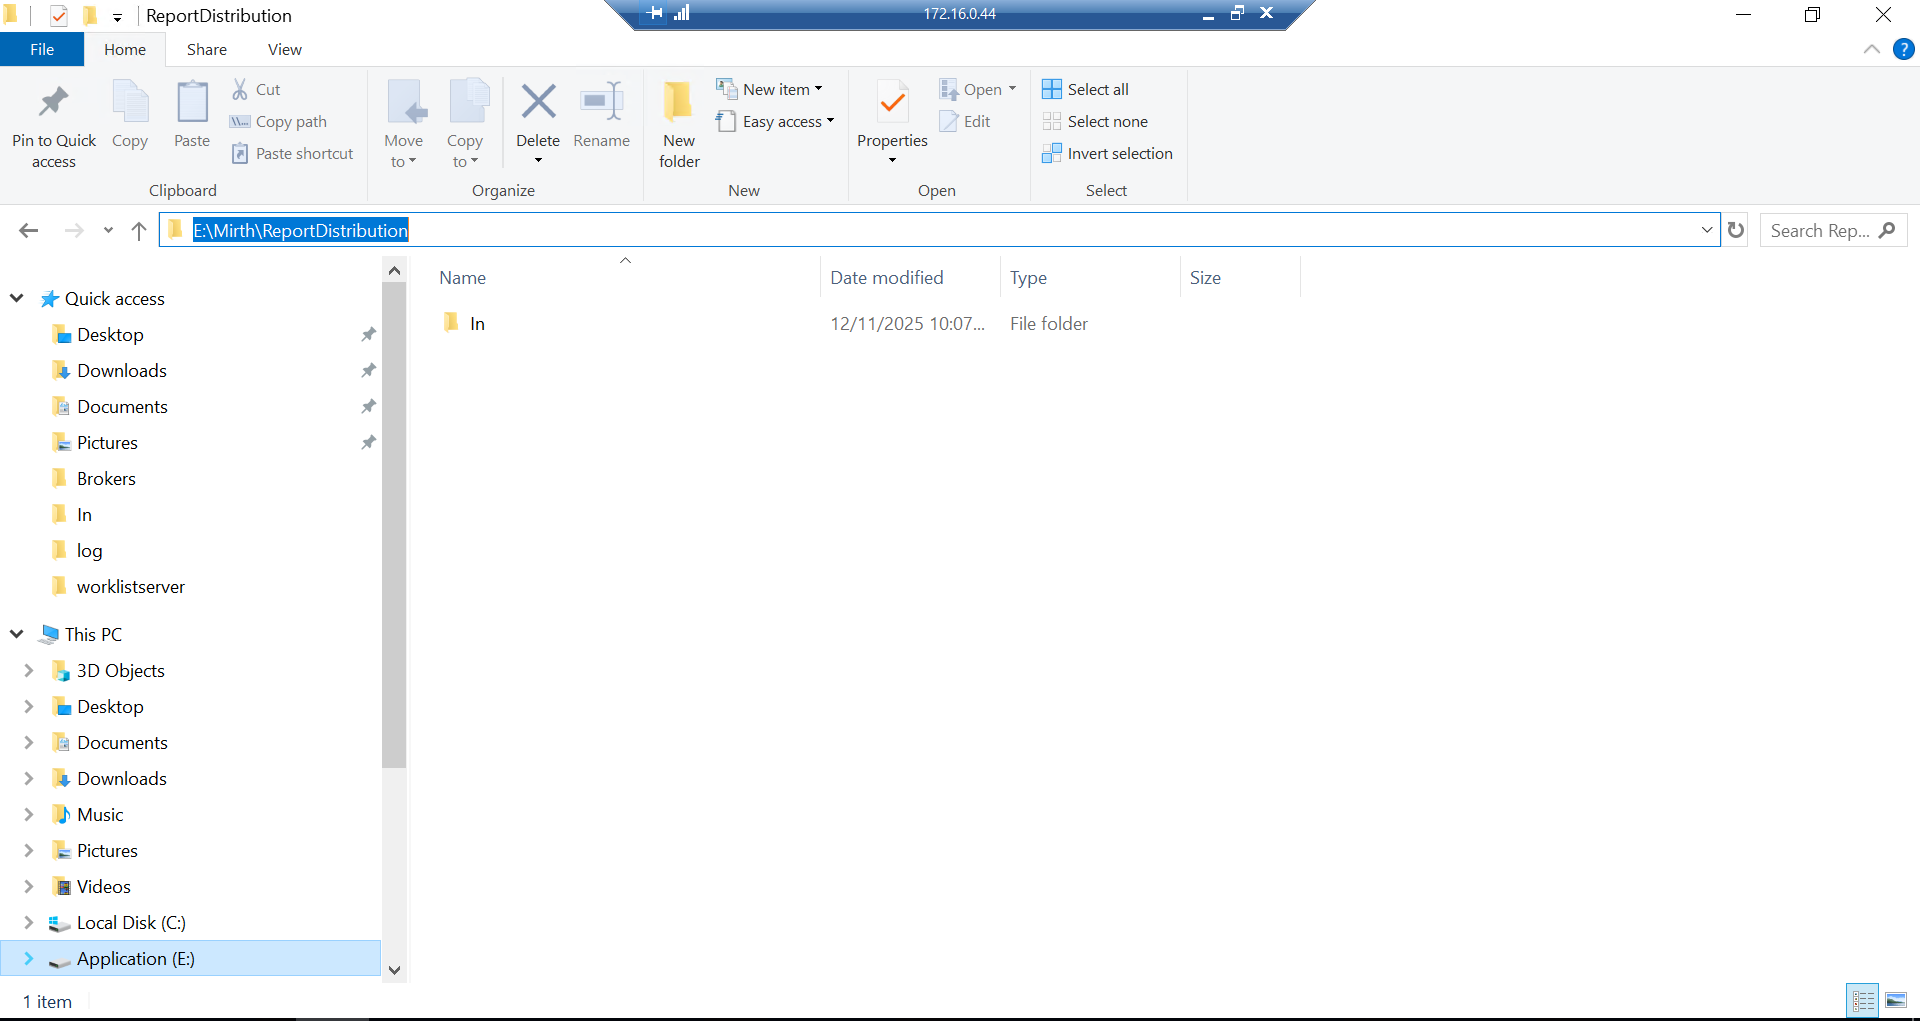 ReportDistribution
172.16.0.44
File
Home
Share
View
?
Pin to Quick
access
Copy
Paste
Cut
Copy path
Paste shortcut
Clipboard
Move
to
Copy
to
Delete
Rename
Organize
New
folder
New item
Easy access
New
Properties
Open
Edit
Open
Select all
Select none
Invert selection
Select
E:\Mirth\ReportDistribution
Search Rep...
Name
Date modified
Type
Size
In
12/11/2025 10:07...
File folder
Quick access
Desktop
Downloads
Documents
Pictures
Brokers
In
log
worklistserver
This PC
3D Objects
Desktop
Documents
Downloads
Music
Pictures
Videos
Local Disk (C:)
Application (E:)
1 item